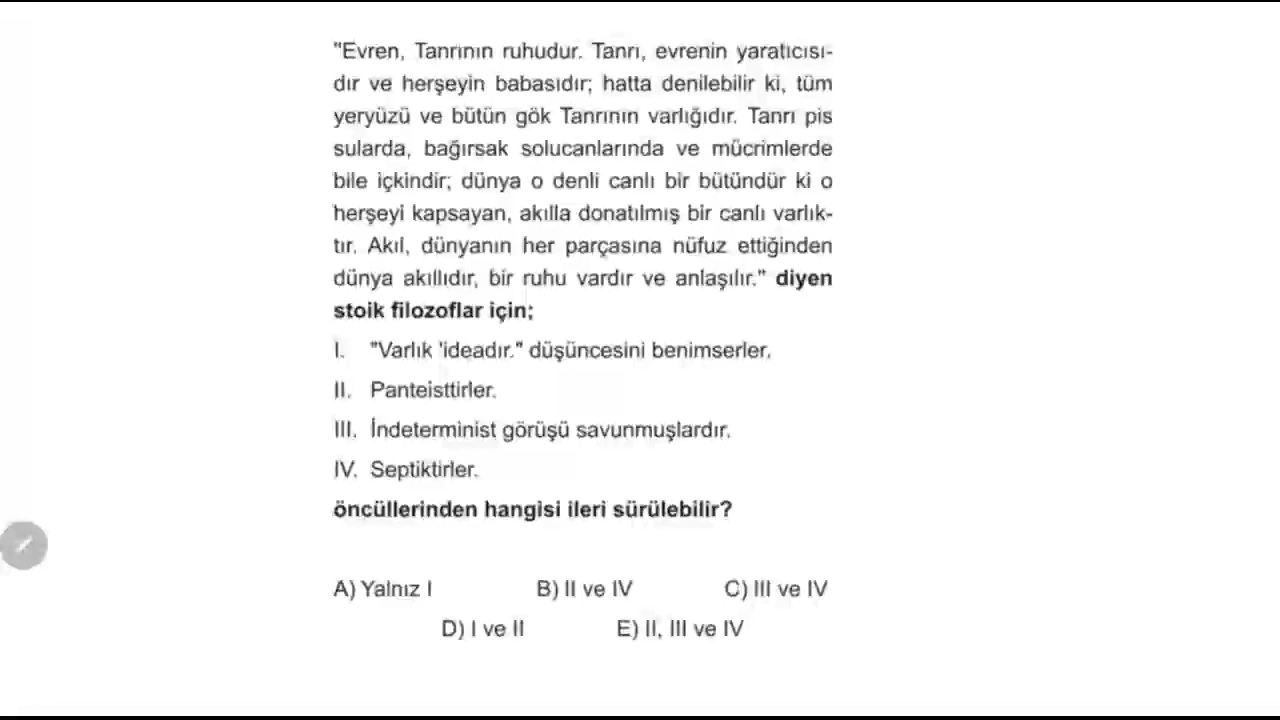 "Evren, Tanrının ruhudur. Tanrı, evrenin yaratıcısı-
dır ve herşeyin babasıdır; hatta denilebilir ki, tüm
yeryüzü ve bütün gök Tanrının varlığıdır. Tanrı pis
sularda, bağırsak solucanlarında ve mücrimlerde
bile içkindir; dünya o denli canlı bir bütündür ki o
herşeyi kapsayan, akılla donatılmış bir canlı varlık-
tır. Akıl, dünyanın her parçasına nüfuz ettiğinden
dünya akıllıdır, bir ruhu vardır ve anlaşılır." diyen
stoik filozoflar için;
I. "Varlık 'ideadır." düşüncesini benimserler.
II. Panteisttirler.
III. İndeterminist görüşü savunmuşlardır.
IV. Septiktirler.
öncüllerinden hangisi ileri sürülebilir?
A) Yalnız I B) II ve IV C) III ve IV
D) I ve II E) II, III ve IV